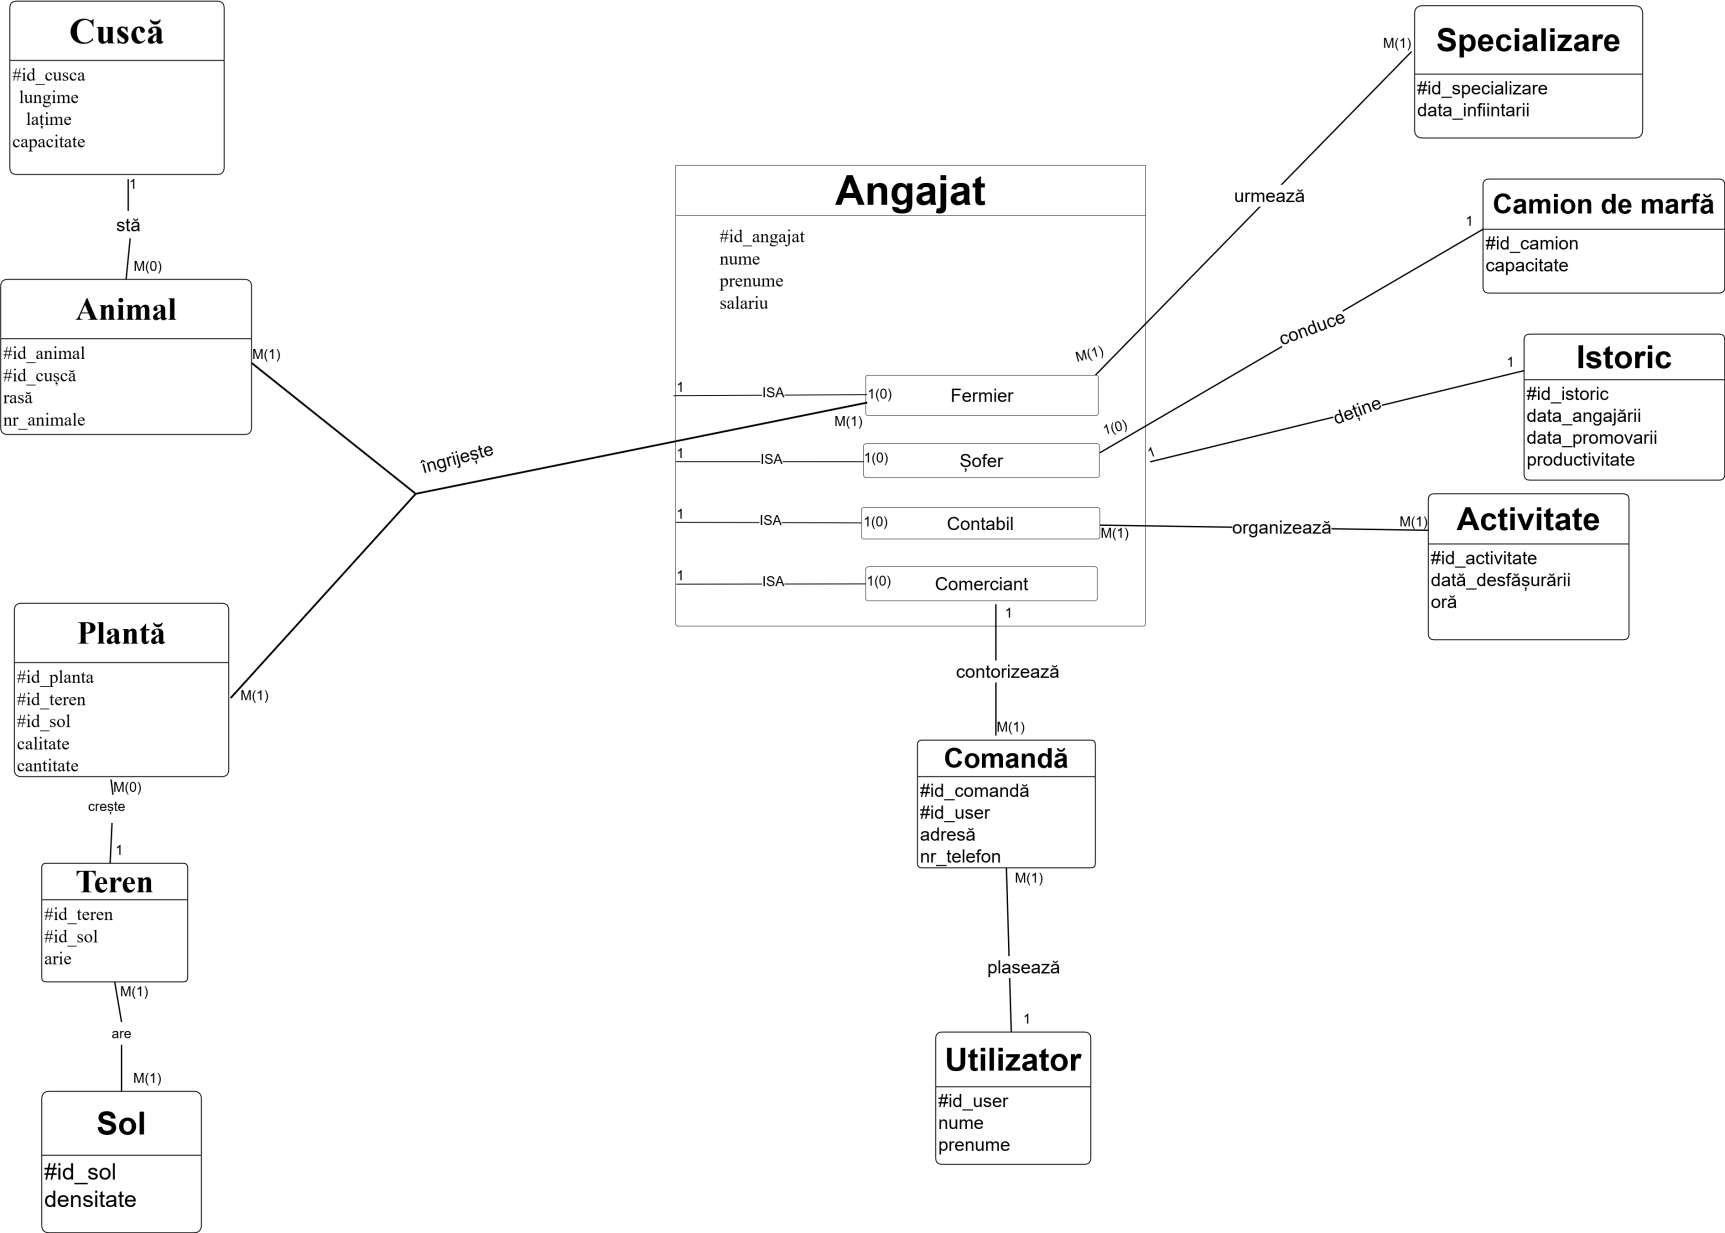 Cuscă
#id_cusca
lungime
lațime
capacitate
1
stă
M(0)
Animal
#id_animal
#id_cușcă
rasă
nr_animale
M(1)
îngrijește
Plantă
#id_planta
#id_teren
#id_sol
calitate
cantitate
M(1)
M(0)
crește
1
Teren
#id_teren
#id_sol
arie
M(1)
are
M(1)
Sol
#id_sol
densitate
Angajat
#id_angajat
nume
prenume
salariu
1 ISA 1(0) Fermier
M(1)
M(1)
1 ISA 1(0) Șofer
1(0)
1 ISA 1(0) Contabil
M(1)
1 ISA 1(0) Comerciant
1
contorizează
M(1)
Comandă
#id_comandă
#id_user
adresă
nr_telefon
M(1)
plasează
1
Utilizator
#id_user
nume
prenume
urmează
M(1)
Specializare
#id_specializare
data_infiintarii
conduce
1
Camion de marfă
#id_camion
capacitate
1
deține
1
Istoric
#id_istoric
data_angajării
data_promovarii
productivitate
organizează
M(1)
Activitate
#id_activitate
dată_desfășurării
oră